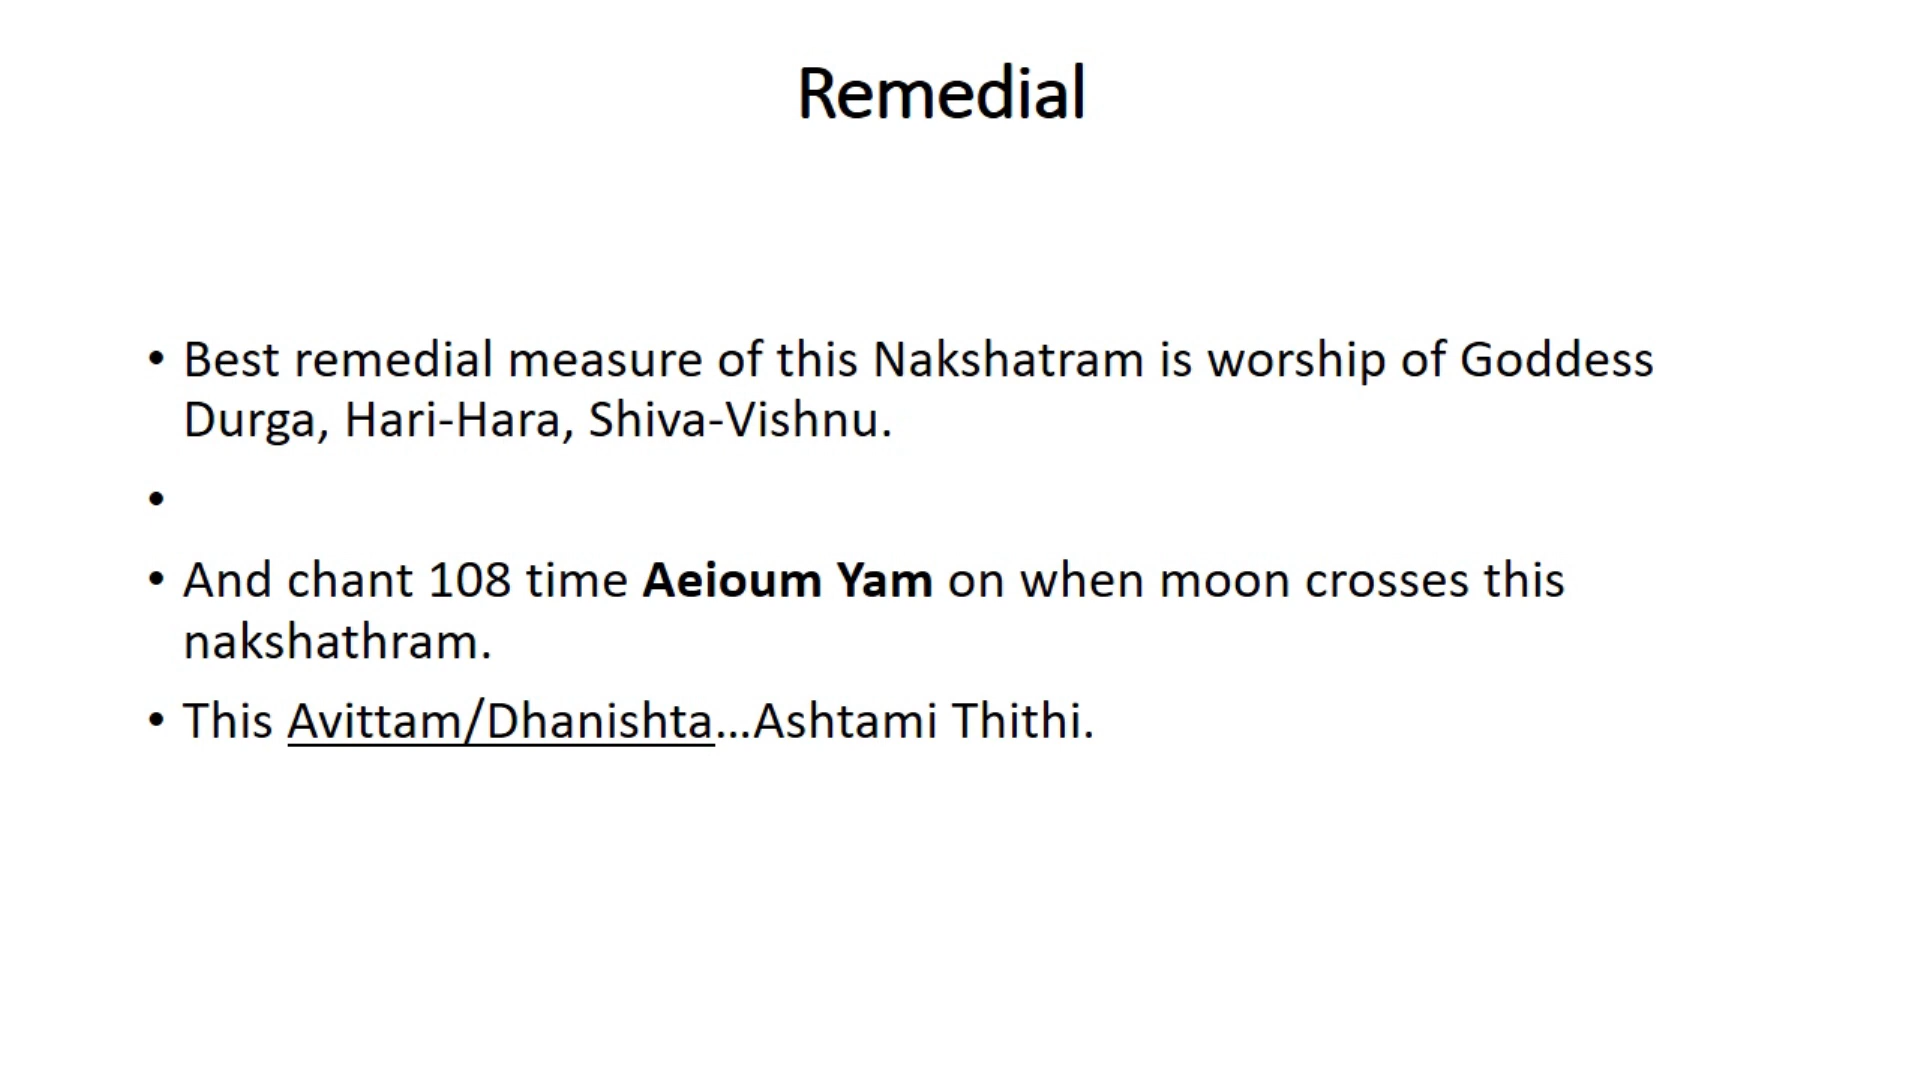 Remedial
• Best remedial measure of this Nakshatram is worship of Goddess
Durga, Hari-Hara, Shiva-Vishnu.
•
• And chant 108 time Aeioum Yam on when moon crosses this
nakshathram.
• This Avittam/Dhanishta...Ashtami Thithi.